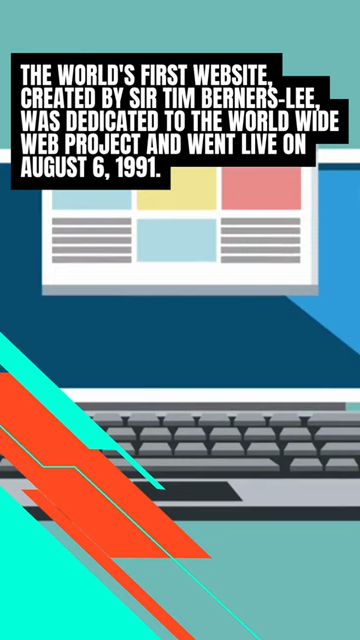 THE WORLD'S FIRST WEBSITE,
CREATED BY SIR TIM BERNERS-LEE,
WAS DEDICATED TO THE WORLD WIDE
WEB PROJECT AND WENT LIVE ON
AUGUST 6, 1991.